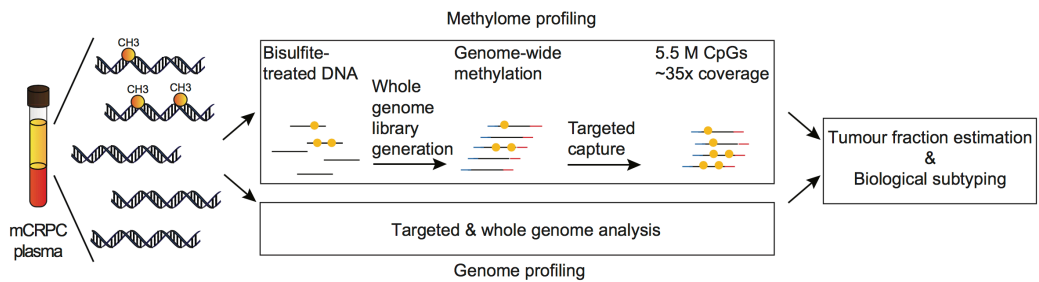 Methylome profiling
CH3
CH3
CH3
mCRPC
plasma
Bisulfite-
treated DNA
Whole
genome
library
generation
Genome-wide
methylation
Targeted
capture
5.5 M CpGs
~35x coverage
Targeted & whole genome analysis
Genome profiling
Tumour fraction estimation
&
Biological subtyping